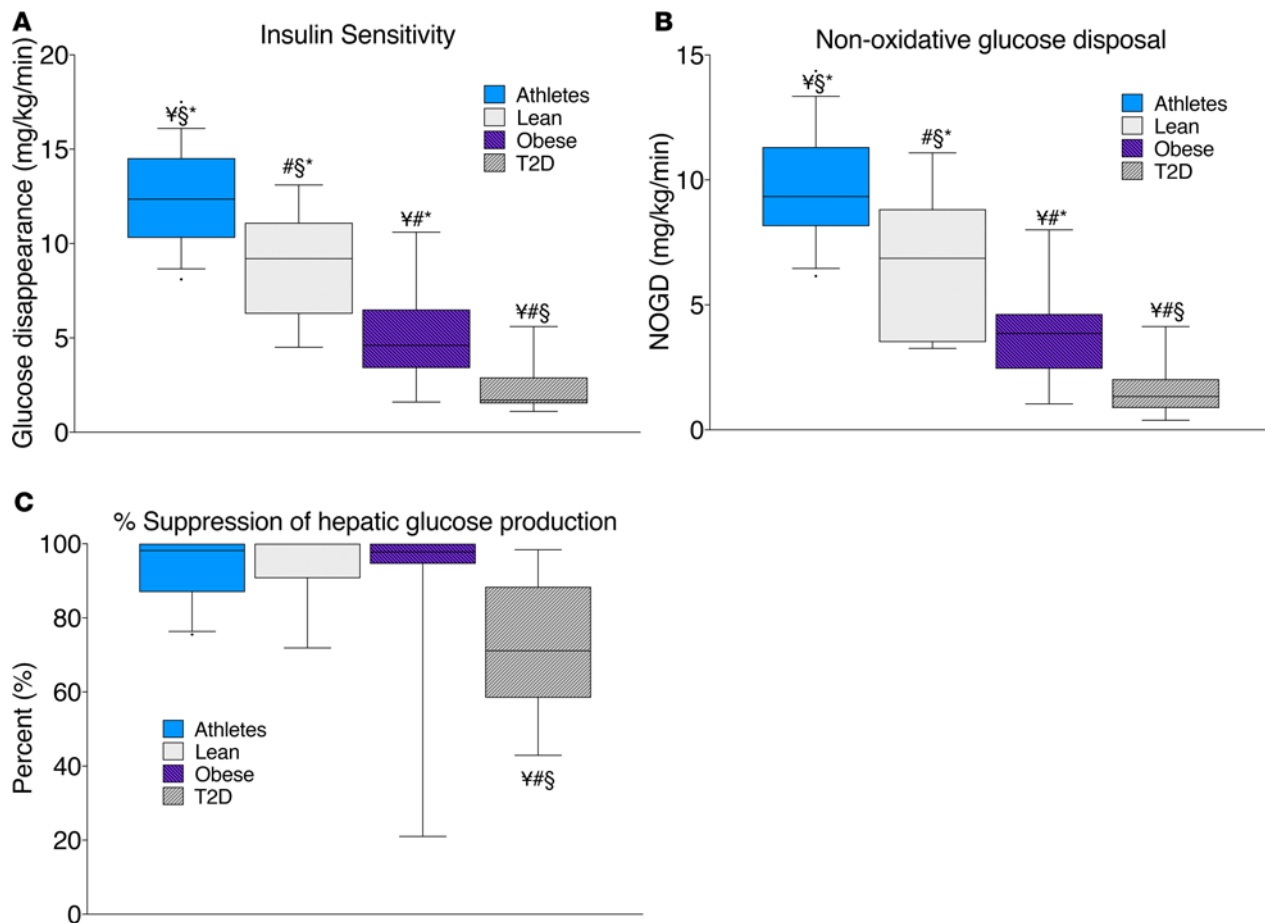 A
Insulin Sensitivity
Glucose disappearance (mg/kg/min)
20
15
10
5
0
Athletes
Lean
Obese
T2D
¥§*
#§*
¥#*
¥#§
B
Non-oxidative glucose disposal
NOGD (mg/kg/min)
15
10
5
0
Athletes
Lean
Obese
T2D
¥§*
#§*
¥#*
¥#§
C
% Suppression of hepatic glucose production
Percent (%)
100
80
60
40
20
0
Athletes
Lean
Obese
T2D
¥#§